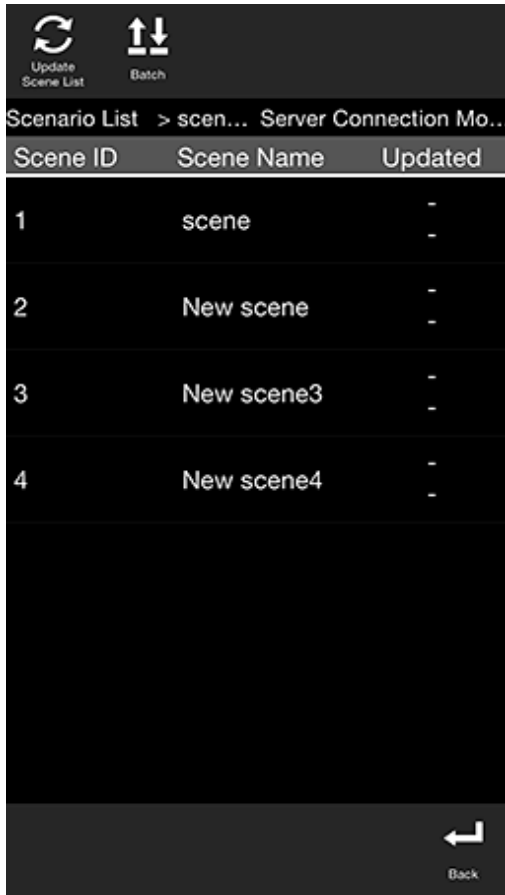 Update
Scene List
Batch
Scenario List > scen... Server Connection Mo...
Scene ID Scene Name Updated
1 scene -
-
2 New scene -
-
3 New scene3 -
-
4 New scene4 -
-
Back